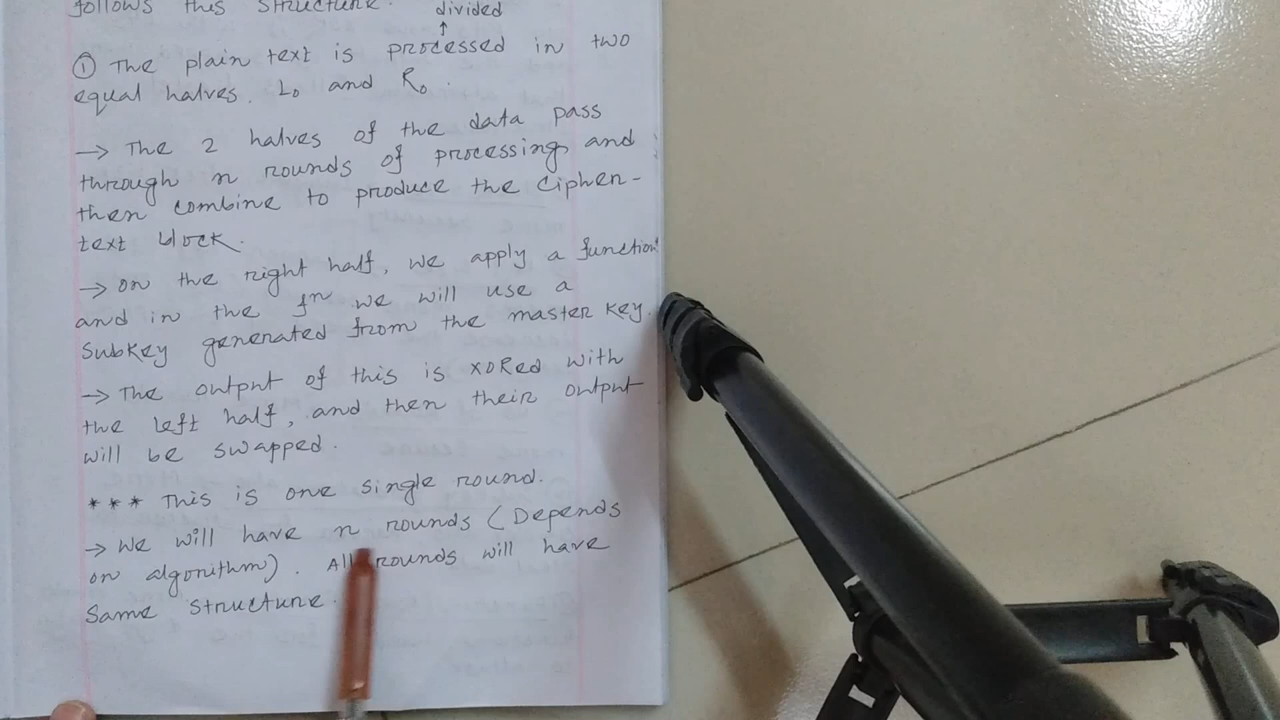 follows this structure.
divided
↑
① The plain text is processed in two
equal halves. L₀ and R₀.
→ The 2 halves of the data pass
through n rounds of processing and
then combine to produce the cipher-
text block.
→ on the right half, we apply a function
and in the fn we will use a
subkey generated from the master key.
→ The output of this is XORed with
the left half, and then their output
will be swapped.
*** This is one single round.
→ We will have n rounds (Depends
on algorithm). All rounds will have
same structure.